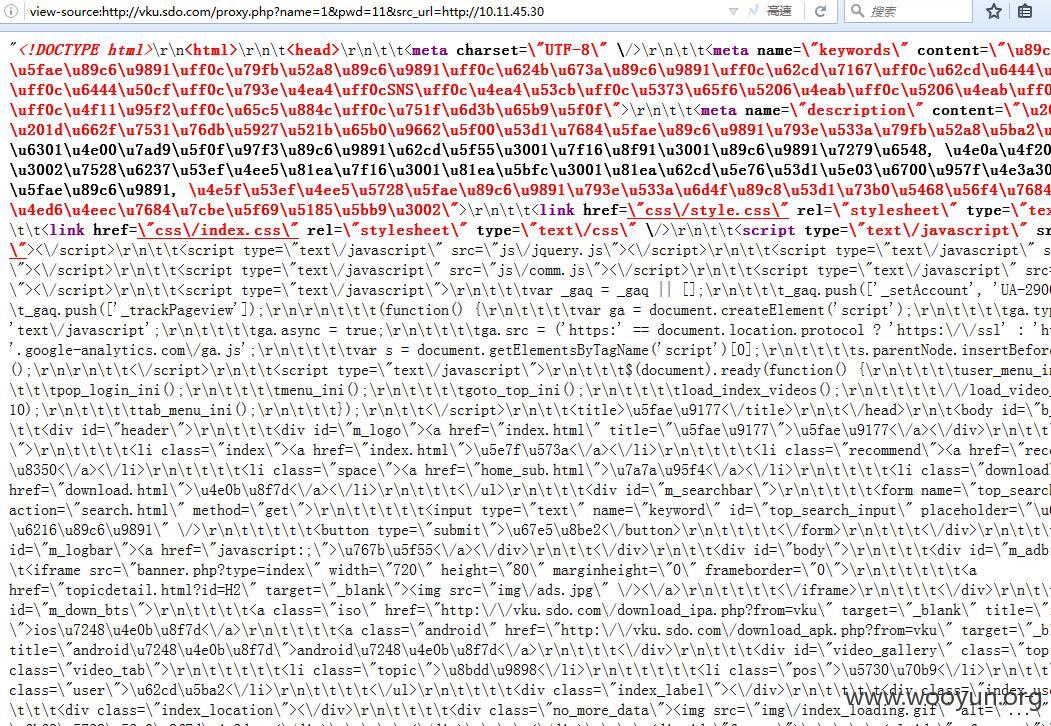 view-source:http://vku.sdo.com/proxy.php?name=1&pwd=11&src_url=http://10.11.45.30 高速 搜索
"<!DOCTYPE html>\r\n<html>\r\n\t<head>\r\n\t\t<meta charset=\"UTF-8\" \/>\r\n\t\t<meta name=\"keywords\" content=\"\u89c
\u5fae\u89c6\u9891\uff0c\u79fb\u52a8\u89c6\u9891\uff0c\u624b\u673a\u89c6\u9891\uff0c\u62cd\u7167\uff0c\u62cd\u6444
\uff0c\u6444\u50cf\uff0c\u793e\u4ea4\uff0cSNS\uff0c\u4ea4\u53cb\uff0c\u5373\u65f6\u5206\u4eab\uff0c\u5206\u4eab\uff
\uff0c\u4f11\u95f2\uff0c\u65c5\u884c\uff0c\u751f\u6d3b\u65b9\u5f0f\">\r\n\t\t<meta name=\"description\" content=\"\u20
\u201d\u662f\u7531\u76db\u5927\u521b\u65b0\u9662\u5f00\u53d1\u7684\u5fae\u89c6\u9891\u793e\u533a\u79fb\u52a8\u5ba2\u
\u6301\u4e00\u7ad9\u5f0f\u97f3\u89c6\u9891\u62cd\u5f55\u3001\u7f16\u8f91\u3001\u89c6\u9891\u7279\u6548, \u4e0a\u4f20
\u3002\u7528\u6237\u53ef\u4ee5\u81ea\u7f16\u3001\u81ea\u5bfc\u3001\u81ea\u62cd\u5e76\u53d1\u5e03\u6700\u957f\u4e3a30
\u5fae\u89c6\u9891, \u4e5f\u53ef\u4ee5\u5728\u5fae\u89c6\u9891\u793e\u533a\u6d4f\u89c8\u53d1\u73b0\u5468\u56f4\u7684
\u4ed6\u4eec\u7684\u7cbe\u5f69\u5185\u5bb9\u3002\">\r\n\t\t<link href=\"css\/style.css\" rel=\"stylesheet\" type=\"tex
\t\t<link href=\"css\/index.css\" rel=\"stylesheet\" type=\"text\/css\" \/>\r\n\t\t<script type=\"text\/javascript\" sr
\"><\/script>\r\n\t\t<script type=\"text\/javascript\" src=\"js\/jquery.js\"><\/script>\r\n\t\t<script type=\"text\/javascript\" s
\"><\/script>\r\n\t\t<script type=\"text\/javascript\" src=\"js\/comm.js\"><\/script>\r\n\t\t<script type=\"text\/javascript\" src=
\"><\/script>\r\n\t\t<script type=\"text\/javascript\">\r\n\t\t\tvar _gaq = _gaq || [];\r\n\t\t\t_gaq.push(['_setAccount', 'UA-290
\t_gaq.push(['_trackPageview']);\r\n\r\n\t\t\t(function() {\r\n\t\t\t\tvar ga = document.createElement('script');\r\n\t\t\t\tga.typ
'text\/javascript';\r\n\t\t\t\tga.async = true;\r\n\t\t\t\tga.src = ('https:' == document.location.protocol ? 'https:\/\/ssl' : 'h
'.google-analytics.com\/ga.js';\r\n\t\t\t\tvar s = document.getElementsByTagName('script')[0];\r\n\t\t\t\ts.parentNode.insertBefor
();\r\n\r\n\t\t<\/script>\r\n\t\t<script type=\"text\/javascript\">\r\n\t\t\t$(document).ready(function() {\r\n\t\t\t\tuser_menu_in
\t\t\tpop_login_ini();\r\n\t\t\t\tmenu_ini();\r\n\t\t\t\tgoto_top_ini();\r\n\t\t\t\tload_index_videos();\r\n\t\t\t\t\/\/load_video
10);\r\n\t\t\t\ttab_menu_ini();\r\n\t\t\t});\r\n\t\t<\/script>\r\n\t\t<title>\u5fae\u9177<\/title>\r\n\t<\/head>\r\n\t<body id=\"b
\t\t<div id=\"header\">\r\n\t\t\t<div id=\"m_logo\"><a href=\"index.html\" title=\"\u5fae\u9177\">\u5fae\u9177<\/a><\/div>\r\n\t\t
\">\r\n\t\t\t\t<li class=\"index\"><a href=\"index.html\">\u5e7f\u573a<\/a><\/li>\r\n\t\t\t\t<li class=\"recommend\"><a href=\"rec
\u8350<\/a><\/li>\r\n\t\t\t\t<li class=\"space\"><a href=\"home_sub.html\">\u7a7a\u95f4<\/a><\/li>\r\n\t\t\t\t<li class=\"download
href=\"download.html\">\u4e0b\u8f7d<\/a><\/li>\r\n\t\t\t<\/ul>\r\n\t\t\t<div id=\"m_searchbar\">\r\n\t\t\t\t<form name=\"top_searc
action=\"search.html\" method=\"get\">\r\n\t\t\t\t\t<input type=\"text\" name=\"keyword\" id=\"top_search_input\" placeholder=\"\u6
\u6216\u89c6\u9891\" \/>\r\n\t\t\t\t\t<button type=\"submit\">\u67e5\u8be2<\/button>\r\n\t\t\t\t<\/form>\r\n\t\t\t<\/div>\r\n\t\t\t
id=\"m_logbar\"><a href=\"javascript:;\">\u767b\u5f55<\/a><\/div>\r\n\t\t<\/div>\r\n\t\t<div id=\"body\">\r\n\t\t\t<div id=\"m_adb
\t<iframe src=\"banner.php?type=index\" width=\"720\" height=\"80\" marginheight=\"0\" frameborder=\"0\">\r\n\t\t\t\t\t<a
href=\"topicdetail.html?id=H2\" target=\"_blank\"><img src=\"img\/ads.jpg\" \/><\/a>\r\n\t\t\t\t<\/iframe>\r\n\t\t\t<\/div>\r\n\t\t
id=\"m_down_bts\">\r\n\t\t\t\t<a class=\"iso\" href=\"http:\/\/vku.sdo.com\/download_ipa.php?from=vku\" target=\"_blank\" title=\"i
\">ios\u7248\u4e0b\u8f7d<\/a>\r\n\t\t\t\t<a class=\"android\" href=\"http:\/\/vku.sdo.com\/download_apk.php?from=vku\" target=\"_b
title=\"android\u7248\u4e0b\u8f7d\">android\u7248\u4e0b\u8f7d<\/a>\r\n\t\t\t<\/div>\r\n\t\t\t<div id=\"video_gallery\" class=\"top
class=\"video_tab\">\r\n\t\t\t\t<li class=\"topic\">\u8bdd\u9898<\/li>\r\n\t\t\t\t\t<li class=\"pos\">\u5730\u70b9<\/li>\r\n\t\t\t
class=\"user\">\u62cd\u5ba2<\/li>\r\n\t\t\t\t<\/ul>\r\n\t\t\t\t<div class=\"index_label\"><\/div>\r\n\t\t\t\t<div class=\"index_use
class=\"index_location\"><\/div>\r\n\t\t\t\t<div class=\"no_more_data\"><img src=\"img\/index_loading.gif\" alt=\"
www.wooyun.org